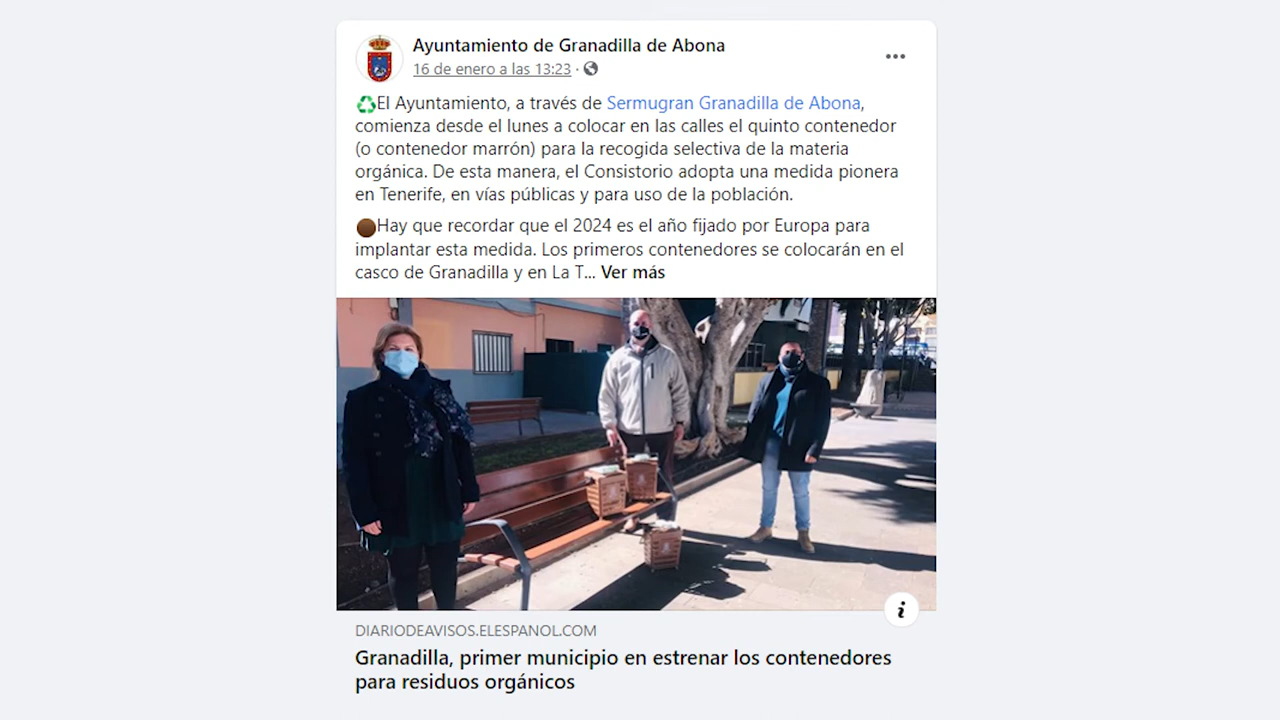 Ayuntamiento de Granadilla de Abona
16 de enero a las 13:23 ·
♻El Ayuntamiento, a través de Sermugran Granadilla de Abona,
comienza desde el lunes a colocar en las calles el quinto contenedor
(o contenedor marrón) para la recogida selectiva de la materia
orgánica. De esta manera, el Consistorio adopta una medida pionera
en Tenerife, en vías públicas y para uso de la población.
🟤Hay que recordar que el 2024 es el año fijado por Europa para
implantar esta medida. Los primeros contenedores se colocarán en el
casco de Granadilla y en La T... Ver más
i
DIARIODEAVISOS.ELESPANOL.COM
Granadilla, primer municipio en estrenar los contenedores
para residuos orgánicos